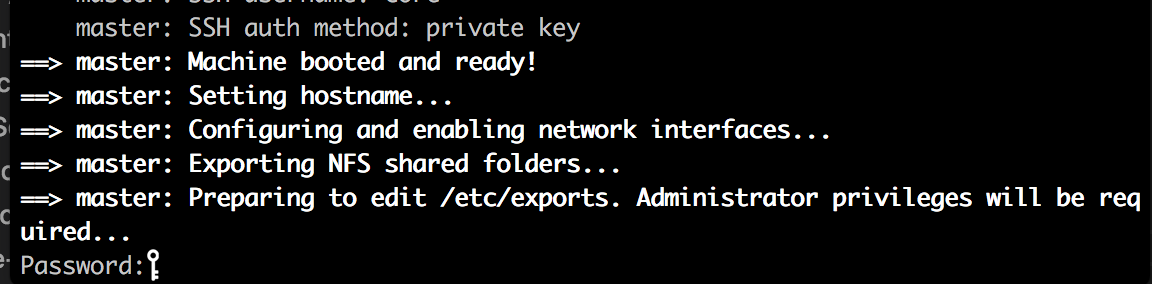 master: SSH username: core
master: SSH auth method: private key
==> master: Machine booted and ready!
==> master: Setting hostname...
==> master: Configuring and enabling network interfaces...
==> master: Exporting NFS shared folders...
==> master: Preparing to edit /etc/exports. Administrator privileges will be req
uired...
Password: